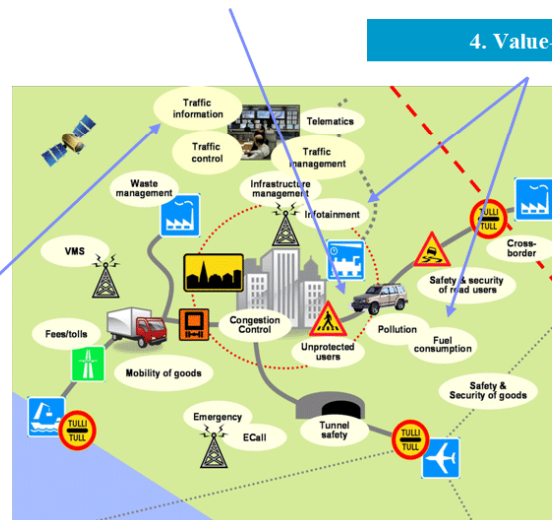 4. Value-
Traffic
information
Telematics
Traffic
control
Traffic
management
Waste
management
Infrastructure
management
Infotainment
TULLI
TULL
Cross-
border
VMS
Safety & security
of road users
Fees/tolls
Congestion
Control
Unprotected
users
Pollution
Fuel
consumption
Mobility of goods
Safety &
Security of goods
Emergency
ECall
Tunnel
safety
TULLI
TULL
TULLI
TULL